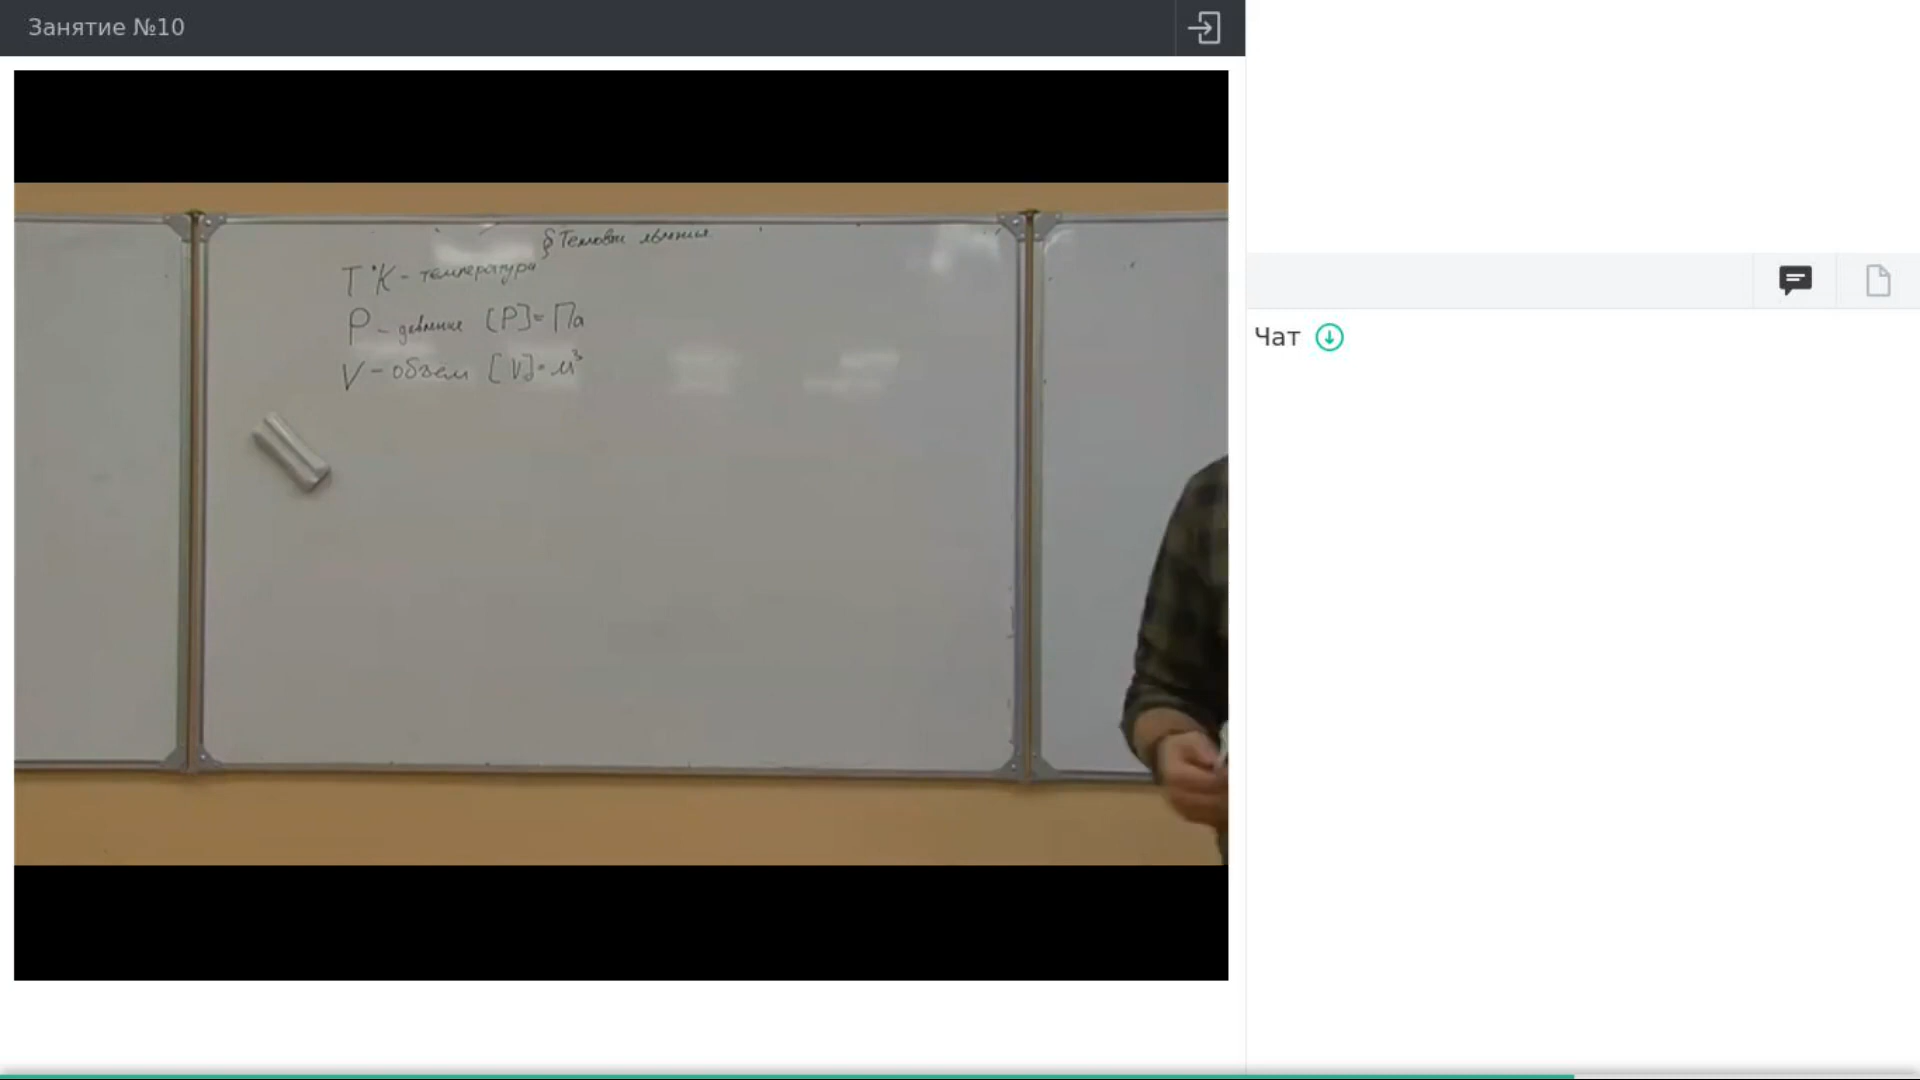 Занятие №10
§ Тепловые явления
T °K - температура
P - давление [P]= Па
V - объем [V]= м³
Чат